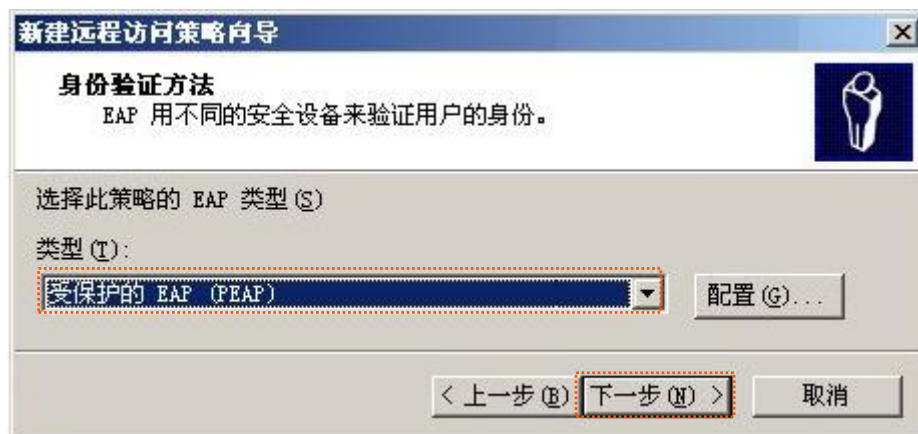 新建远程访问策略向导
身份验证方法
EAP 用不同的安全设备来验证用户的身份。
选择此策略的 EAP 类型(S)
类型(T):
受保护的 EAP (PEAP)
配置(G)...
< 上一步(B) 下一步(N) > 取消